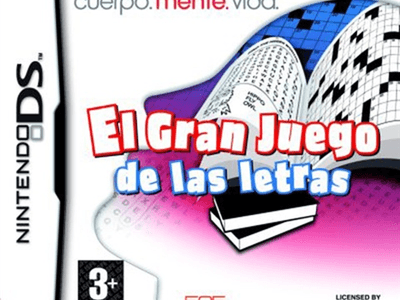 cuerpo.mente.vida.
NINTENDO DS
El Gran Juego
de las letras
3+
LICENSED BY